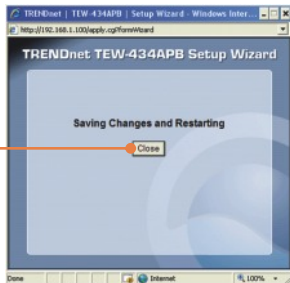 TRENDnet | TEW-434APB | Setup Wizard - Windows Inter...
http://192.168.1.100/apply.cgi?formWizard
TRENDnet TEW-434APB Setup Wizard
Saving Changes and Restarting
Close
Done
Internet
100%